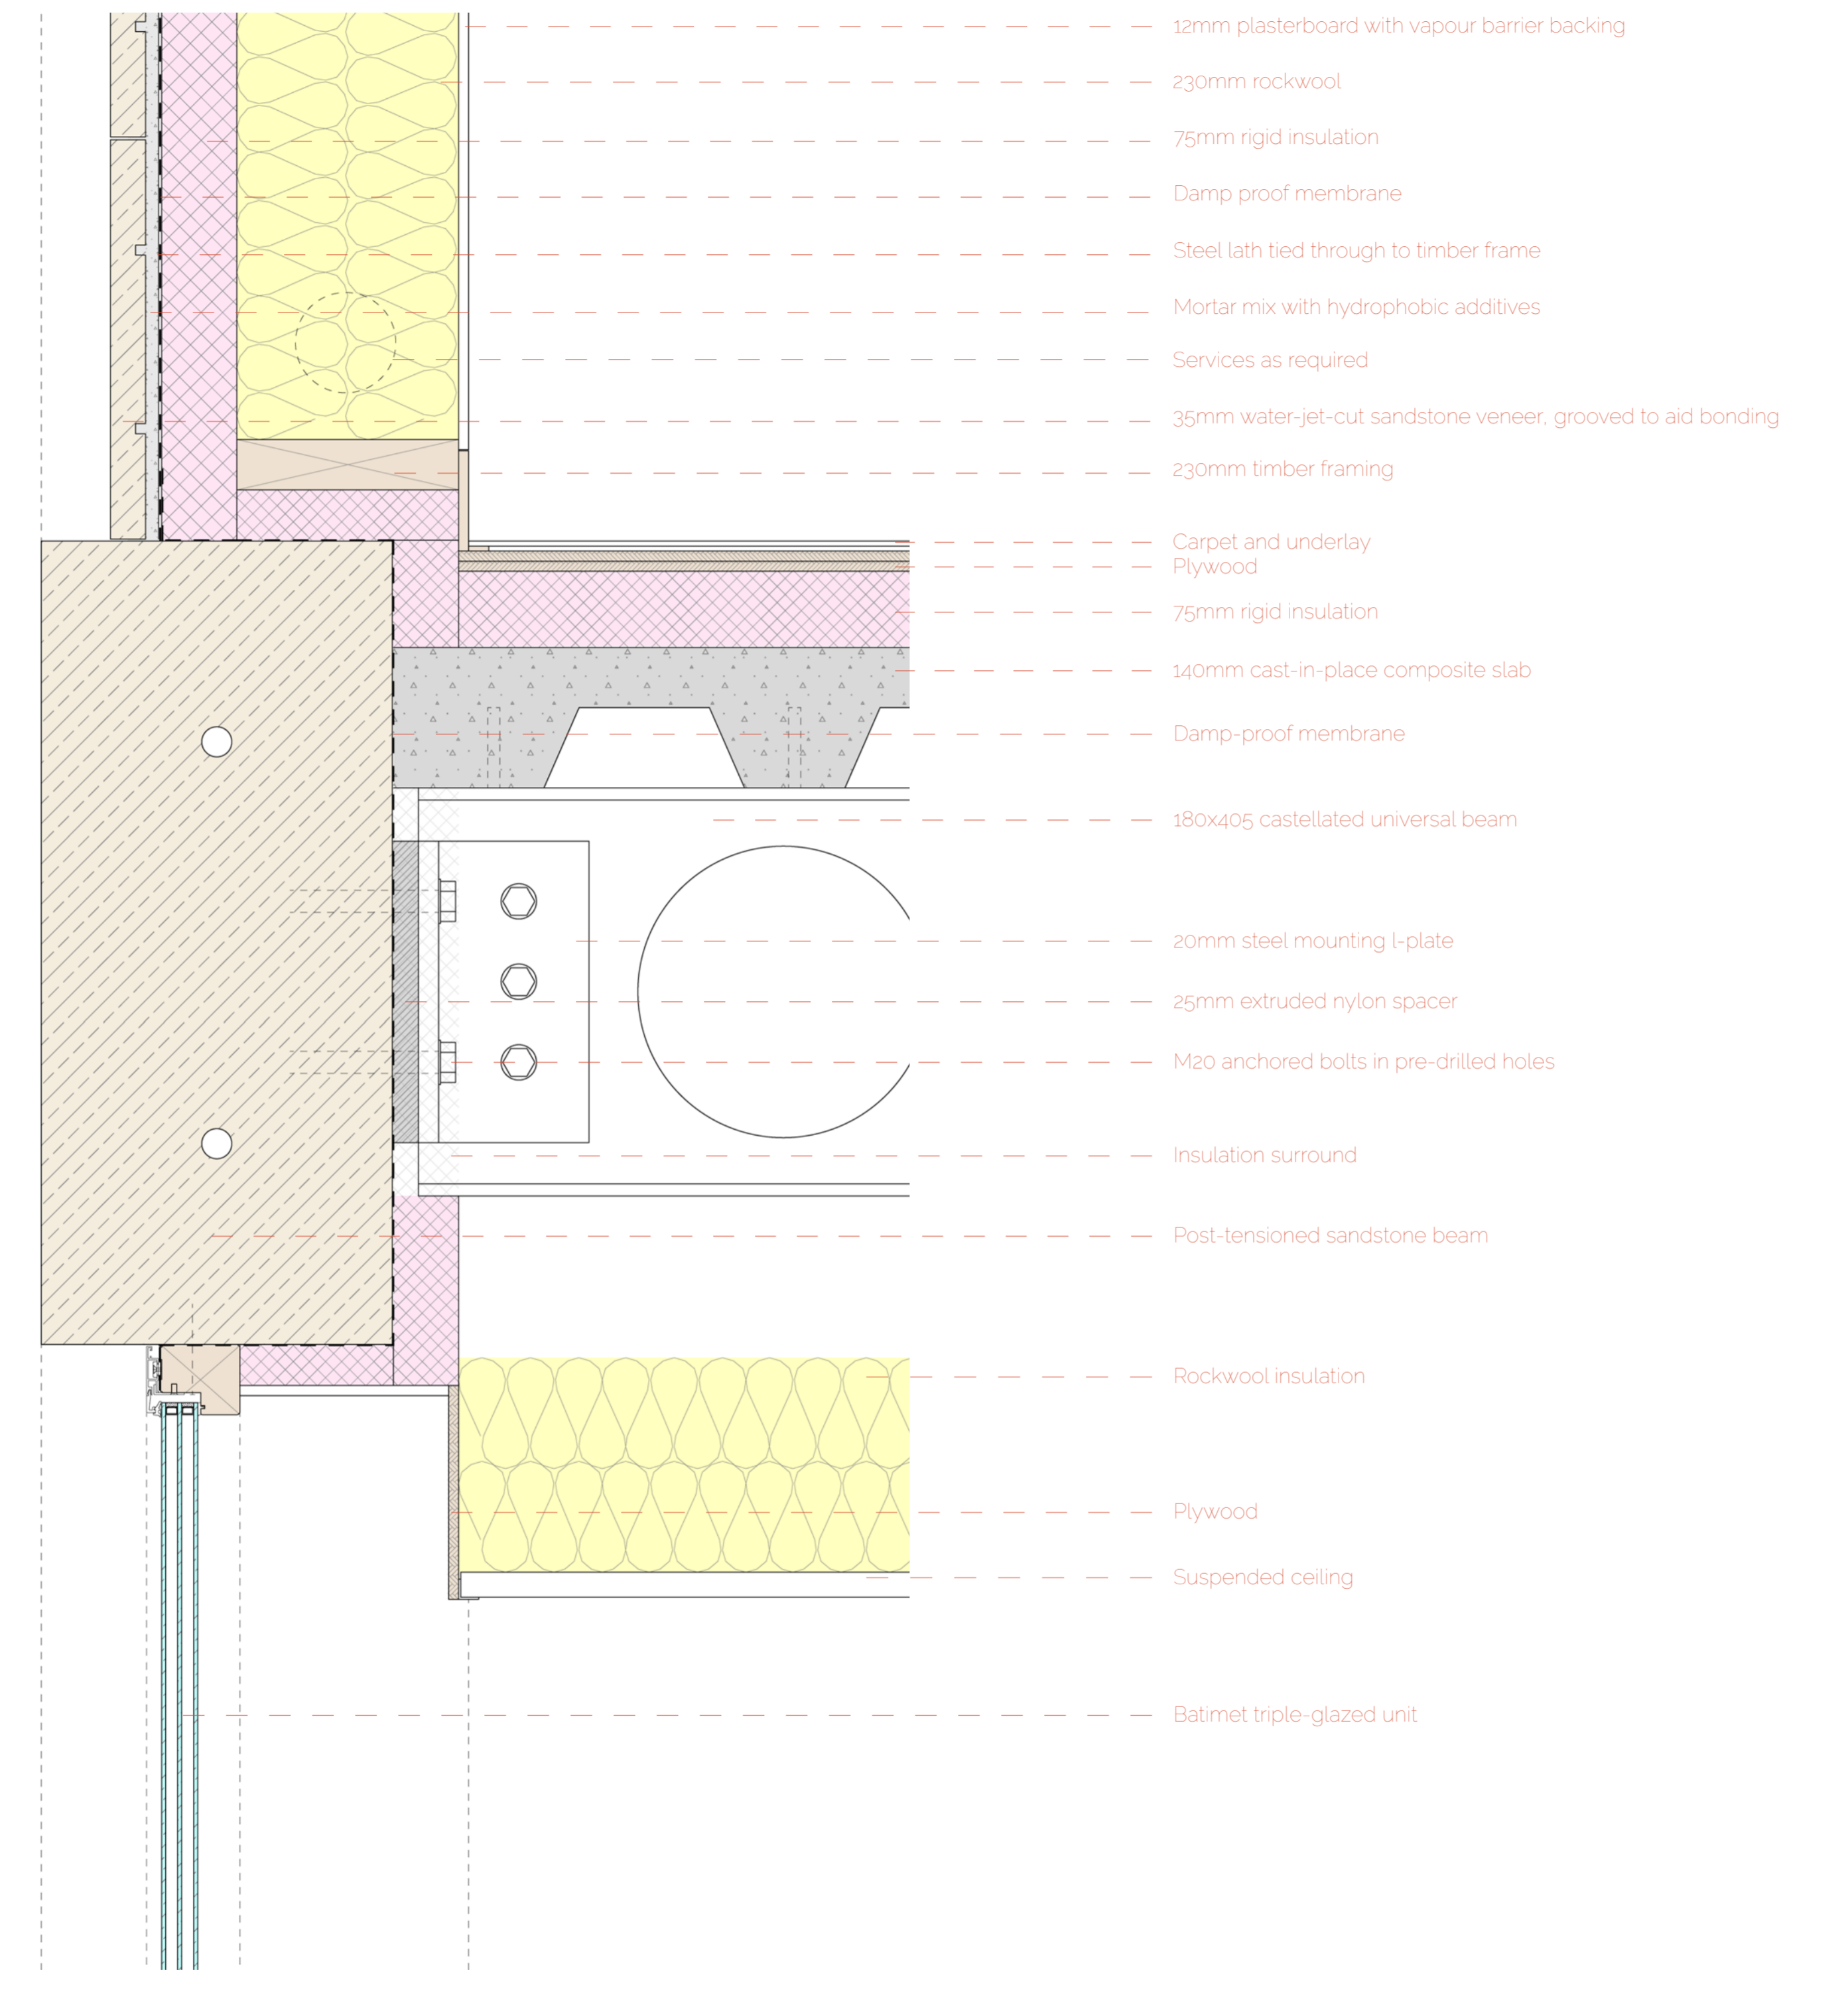 12mm plasterboard with vapour barrier backing
230mm rockwool
75mm rigid insulation
Damp proof membrane
Steel lath tied through to timber frame
Mortar mix with hydrophobic additives
Services as required
35mm water-jet-cut sandstone veneer, grooved to aid bonding
230mm timber framing
Carpet and underlay
Plywood
75mm rigid insulation
140mm cast-in-place composite slab
Damp-proof membrane
180x405 castellated universal beam
20mm steel mounting l-plate
25mm extruded nylon spacer
M20 anchored bolts in pre-drilled holes
Insulation surround
Post-tensioned sandstone beam
Rockwool insulation
Plywood
Suspended ceiling
Batimet triple-glazed unit